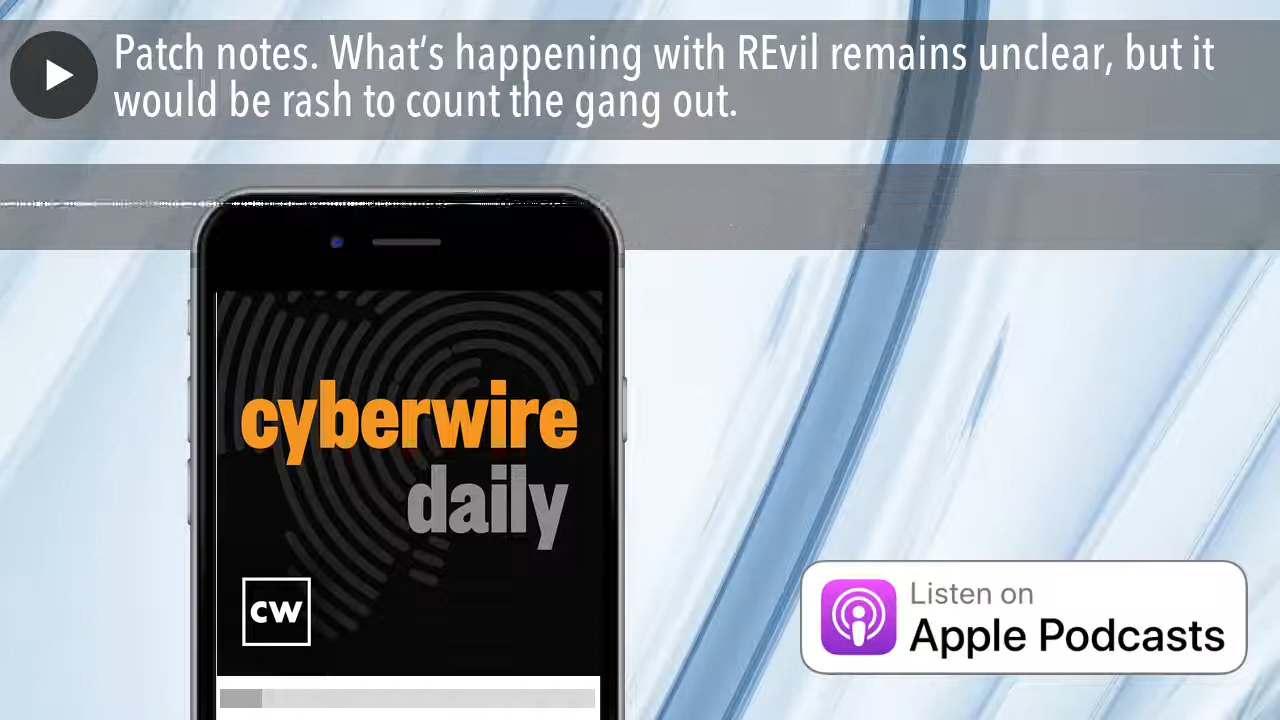 Patch notes. What’s happening with REvil remains unclear, but it
would be rash to count the gang out.
cyberwire
daily
CW
Listen on
Apple Podcasts